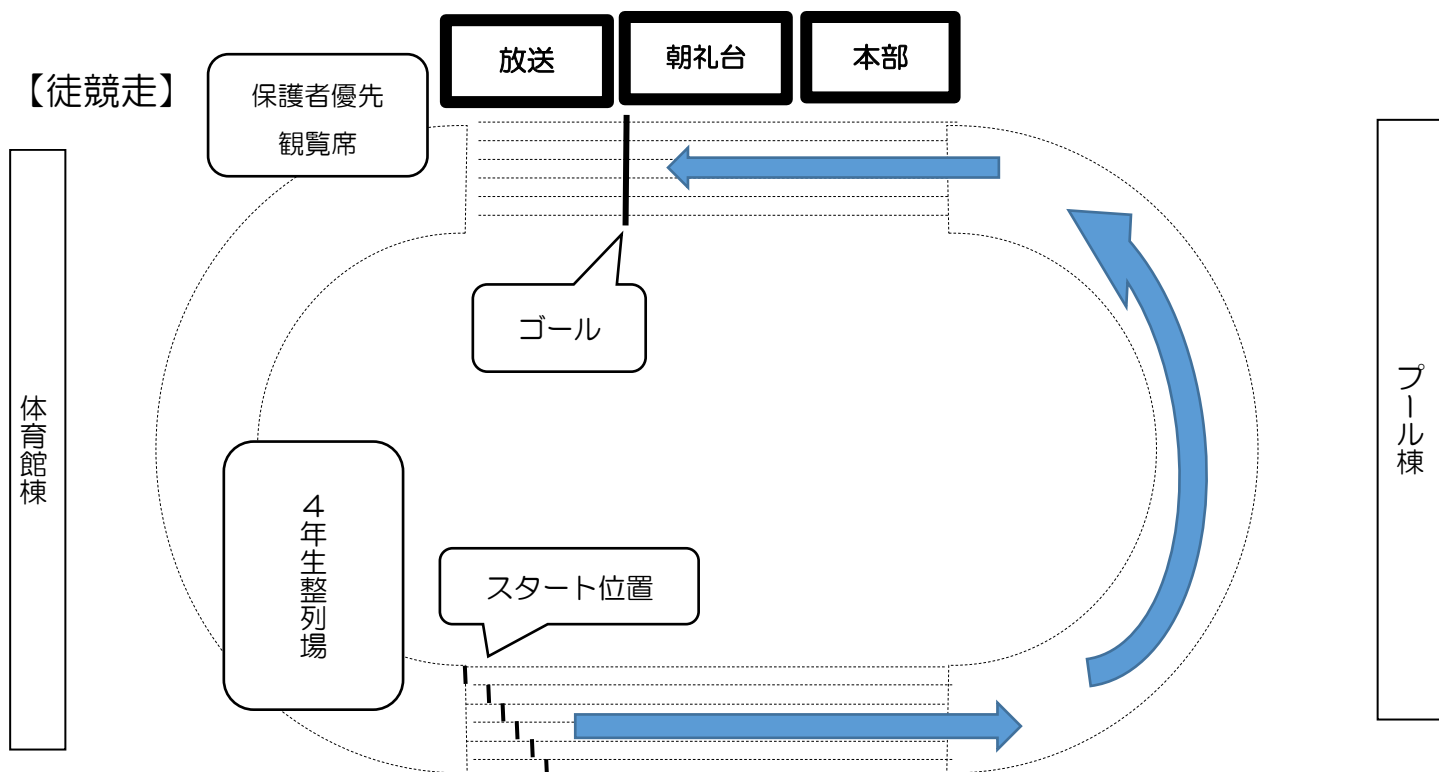 放送
朝礼台
本部
【徒競走】
保護者優先
観覧席
ゴール
体育館棟
プール棟
４年生整列場
スタート位置